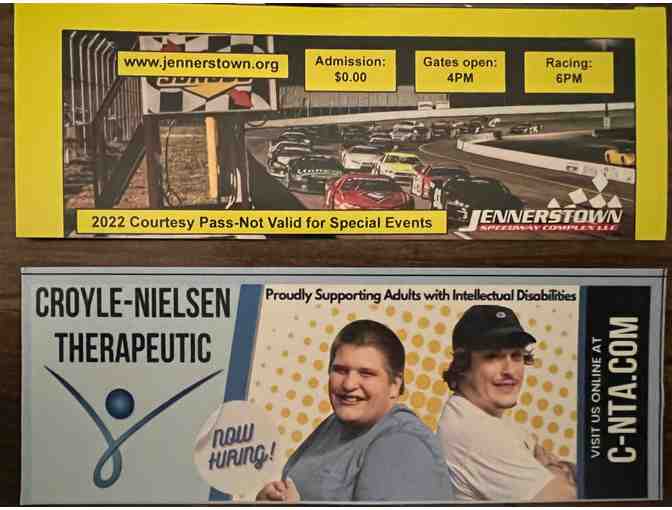 www.jennerstown.org
Admission:
$0.00
Gates open:
4PM
Racing:
6PM
2022 Courtesy Pass-Not Valid for Special Events
JENNERSTOWN
SPEEDWAY COMPLEX LLC
CROYLE-NIELSEN
THERAPEUTIC
Proudly Supporting Adults with Intellectual Disabilities
NOW
HIRING!
VISIT US ONLINE AT
C-NTA.COM